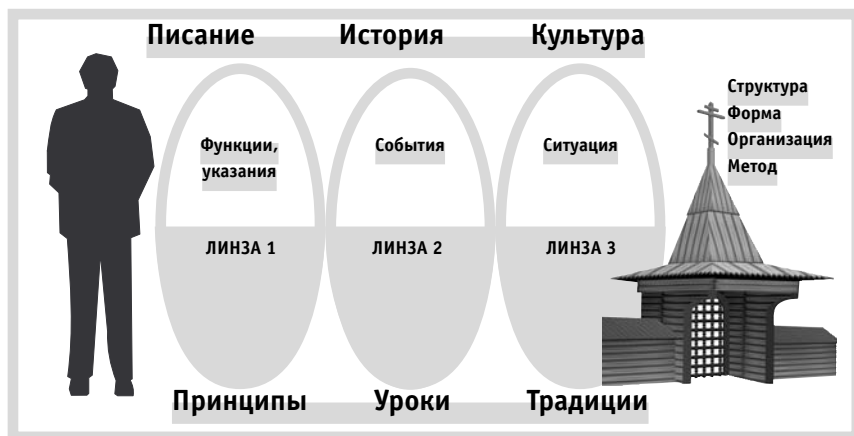 Писание История Культура
Структура
Форма
Организация
Метод
Функции,
указания
События
Ситуация
ЛИНЗА 1 ЛИНЗА 2 ЛИНЗА 3
Принципы Уроки Традиции